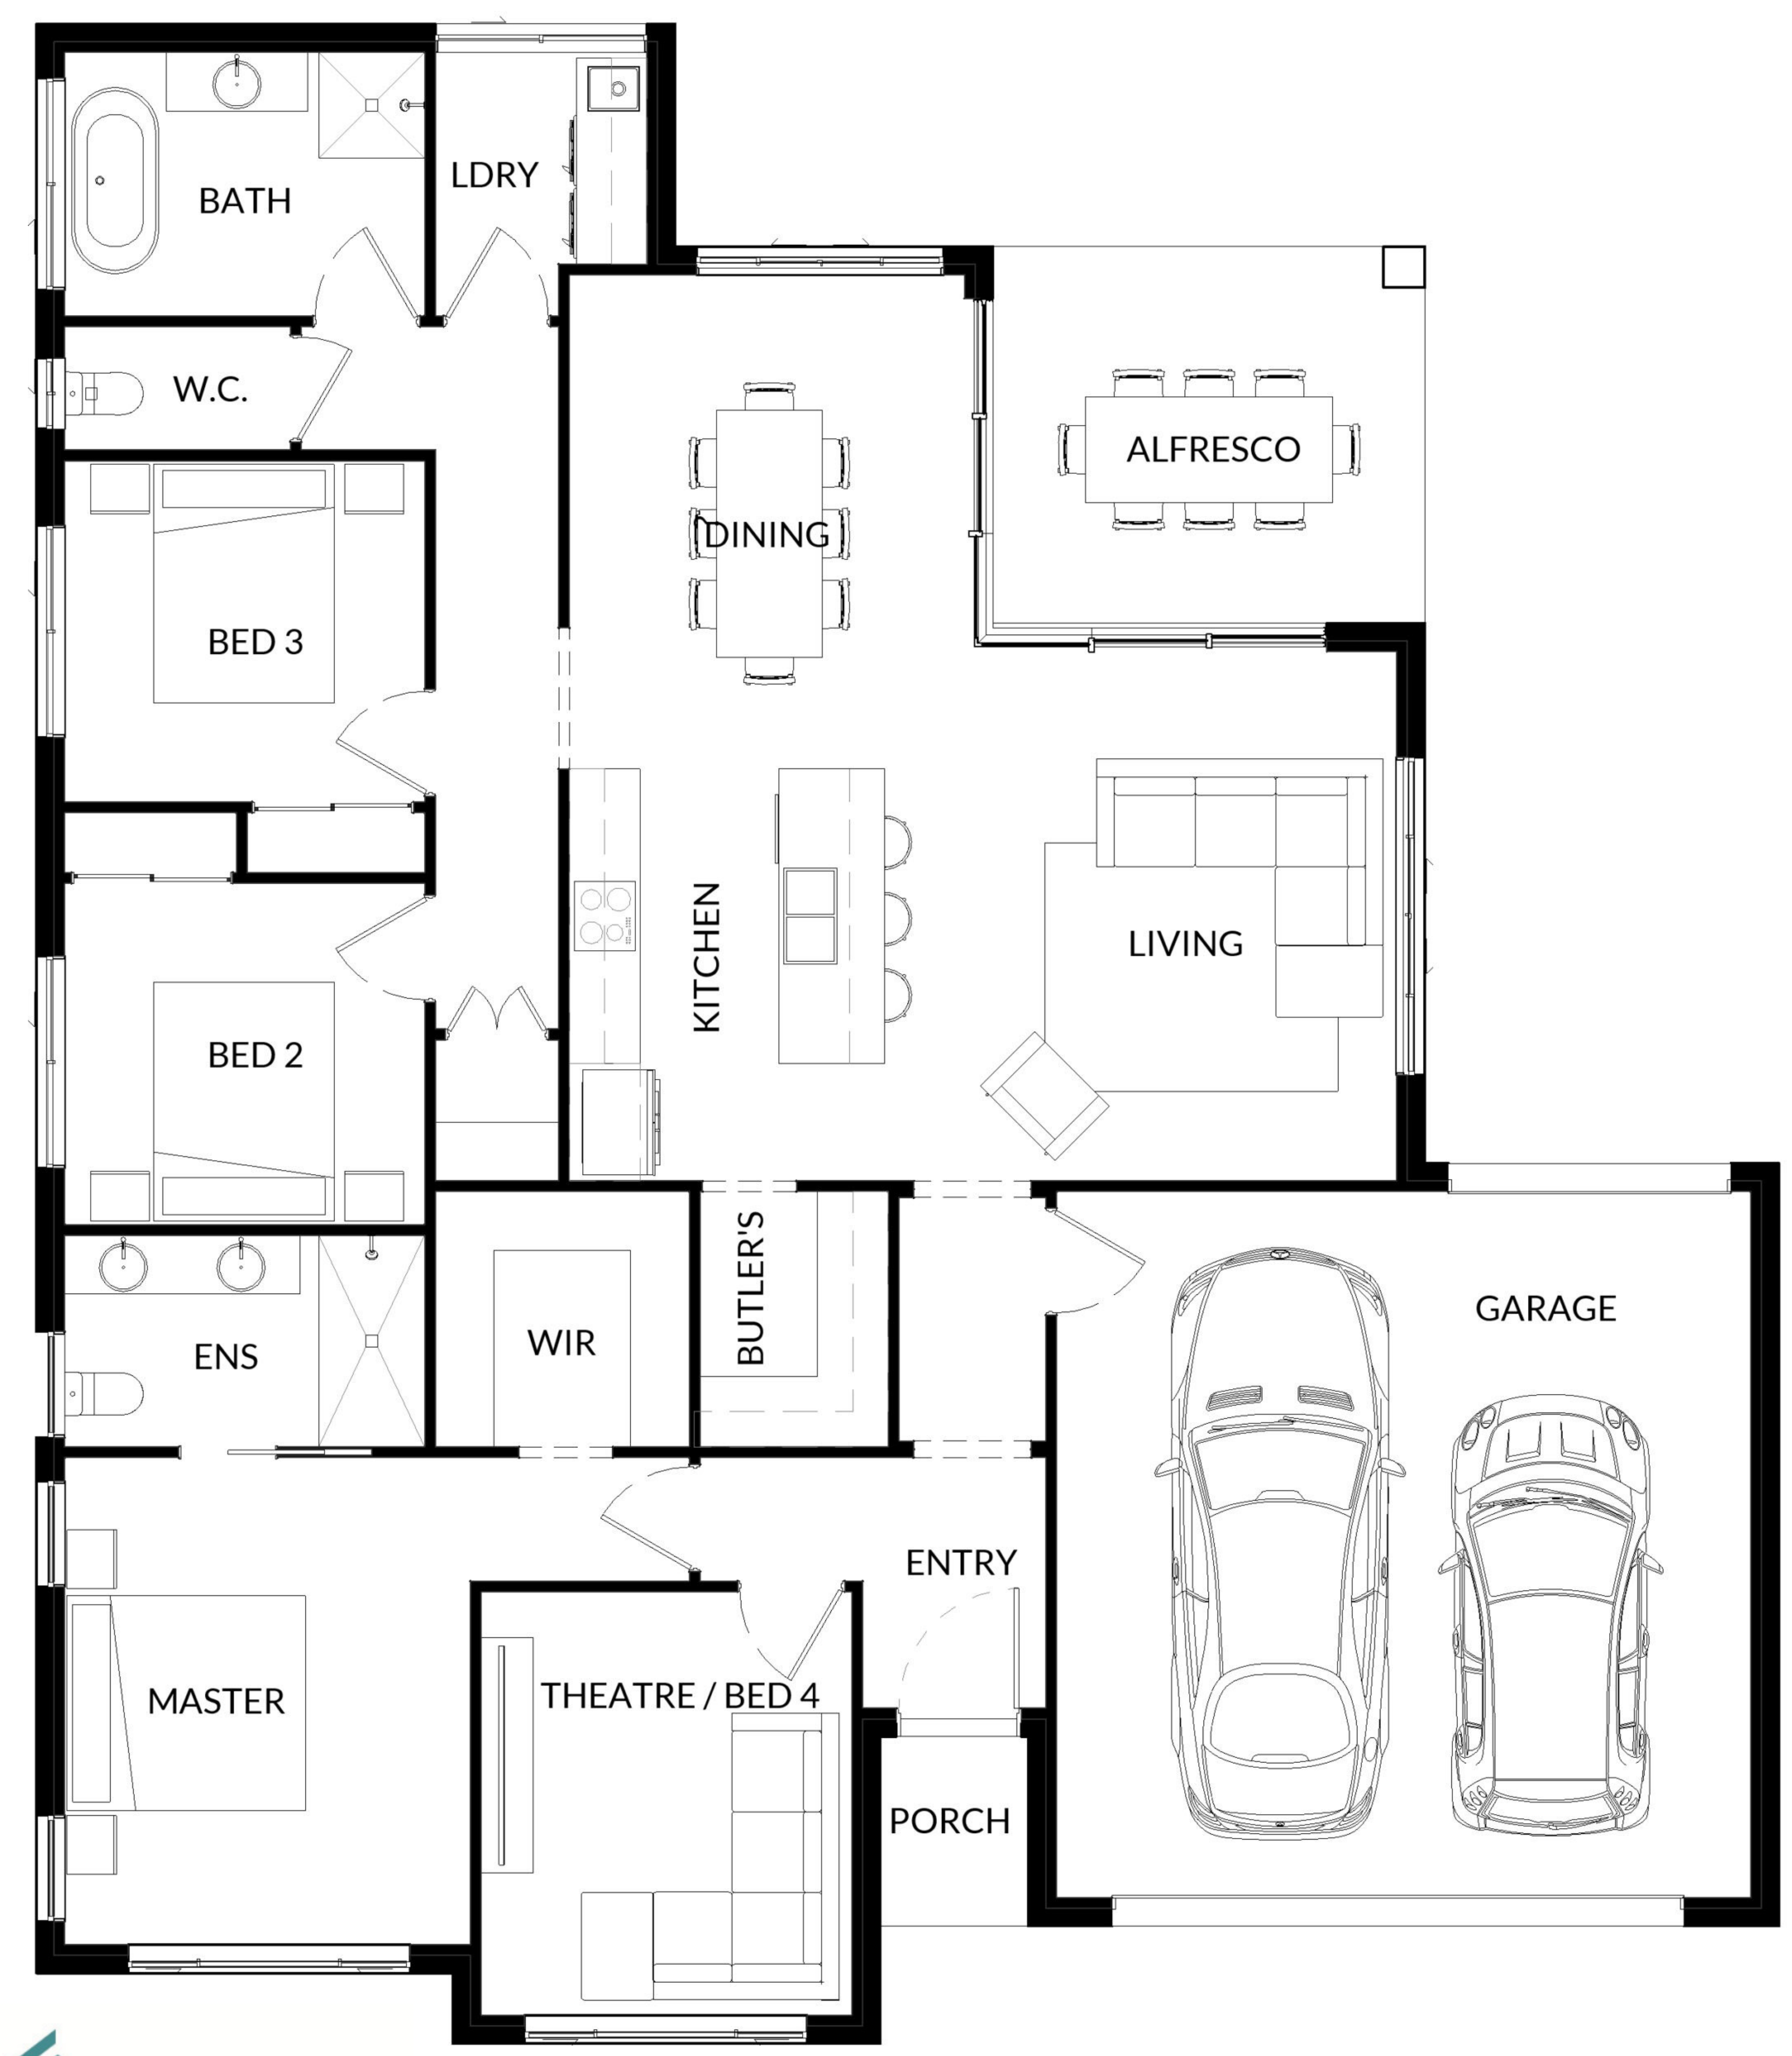 BATH
LDRY
W.C.
ALFRESCO
DINING
BED 3
KITCHEN
LIVING
BED 2
BUTLER'S
GARAGE
WIR
ENS
ENTRY
MASTER
THEATRE / BED 4
PORCH